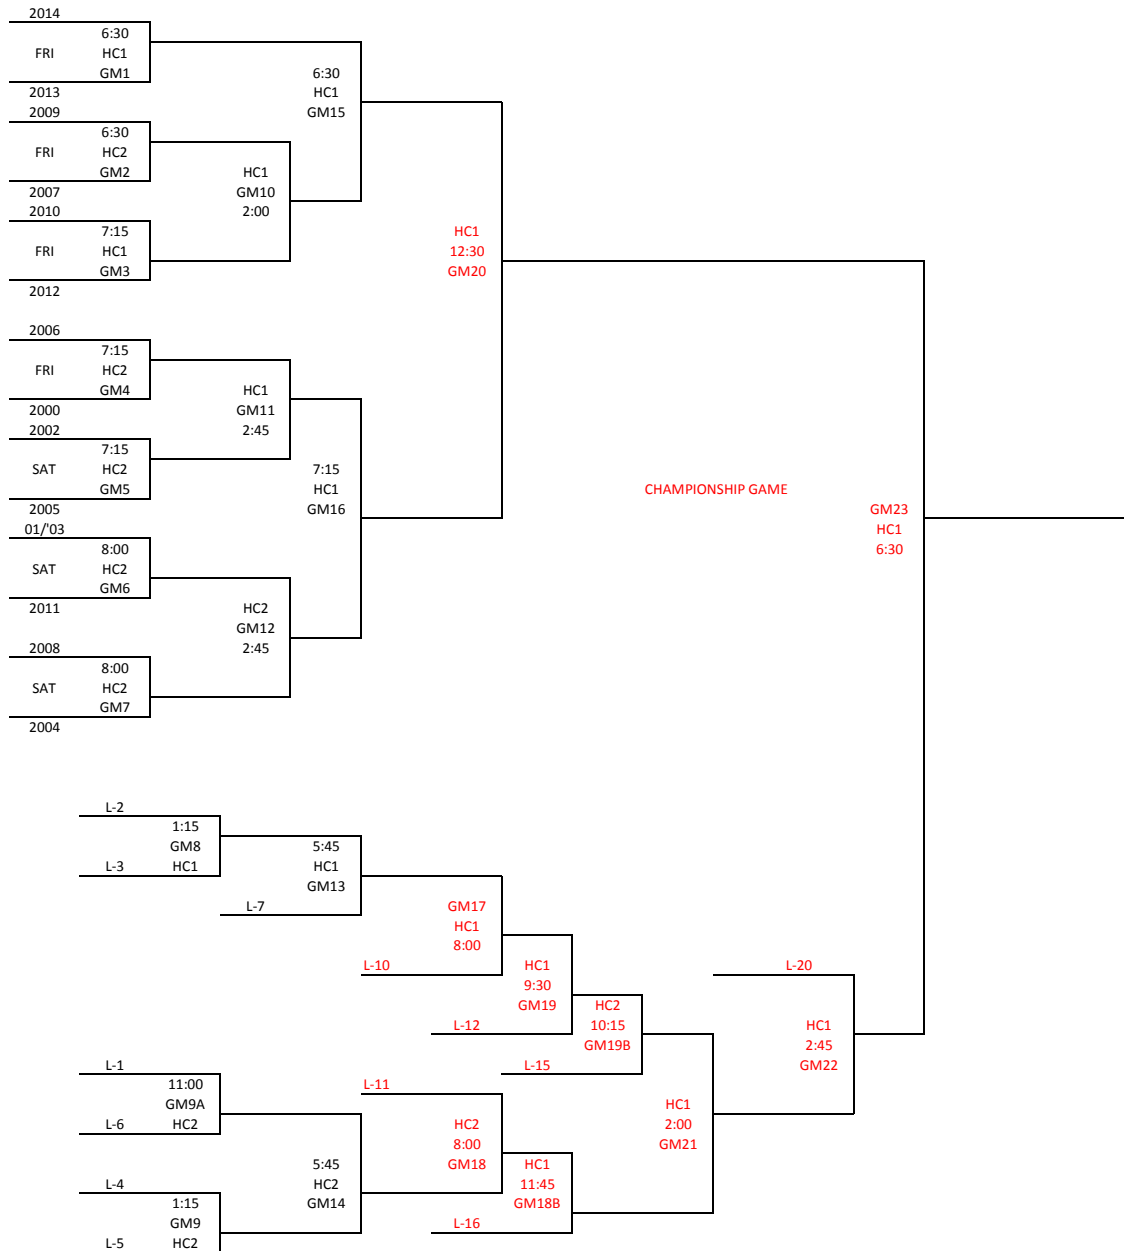 2014
6:30
FRI HC1
GM1
2013
2009
6:30
FRI HC2
GM2
2007
2010
7:15
FRI HC1
GM3
2012
2006
7:15
FRI HC2
GM4
2000
2002
7:15
SAT HC2
GM5
2005
01/'03
8:00
SAT HC2
GM6
2011
2008
8:00
SAT HC2
GM7
2004
HC1
GM10
2:00
HC1
GM11
2:45
HC2
GM12
2:45
6:30
HC1
GM15
7:15
HC1
GM16
HC1
12:30
GM20
CHAMPIONSHIP GAME
GM23
HC1
6:30
L-2
1:15
GM8
L-3 HC1
5:45
HC1
GM13
L-7
GM17
HC1
8:00
L-10
HC1
9:30
GM19
L-12
HC2
10:15
GM19B
L-15
L-20
HC1
2:45
GM22
L-1
11:00
GM9A
L-6 HC2
L-4
1:15
GM9
L-5 HC2
5:45
HC2
GM14
L-11
HC2
8:00
GM18
HC1
11:45
GM18B
L-16
HC1
2:00
GM21